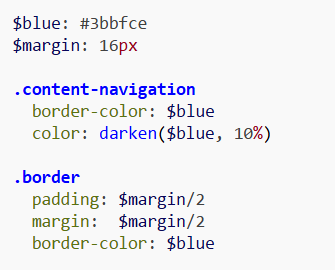 $blue: #3bbfce
$margin: 16px

.content-navigation
  border-color: $blue
  color: darken($blue, 10%)

.border
  padding: $margin/2
  margin:  $margin/2
  border-color: $blue